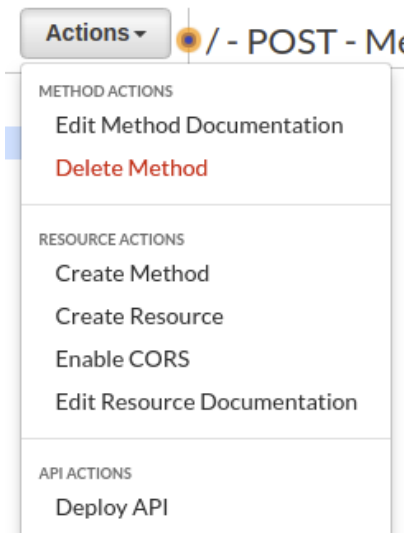 Actions
/ - POST - Me
METHOD ACTIONS
Edit Method Documentation
Delete Method
RESOURCE ACTIONS
Create Method
Create Resource
Enable CORS
Edit Resource Documentation
API ACTIONS
Deploy API